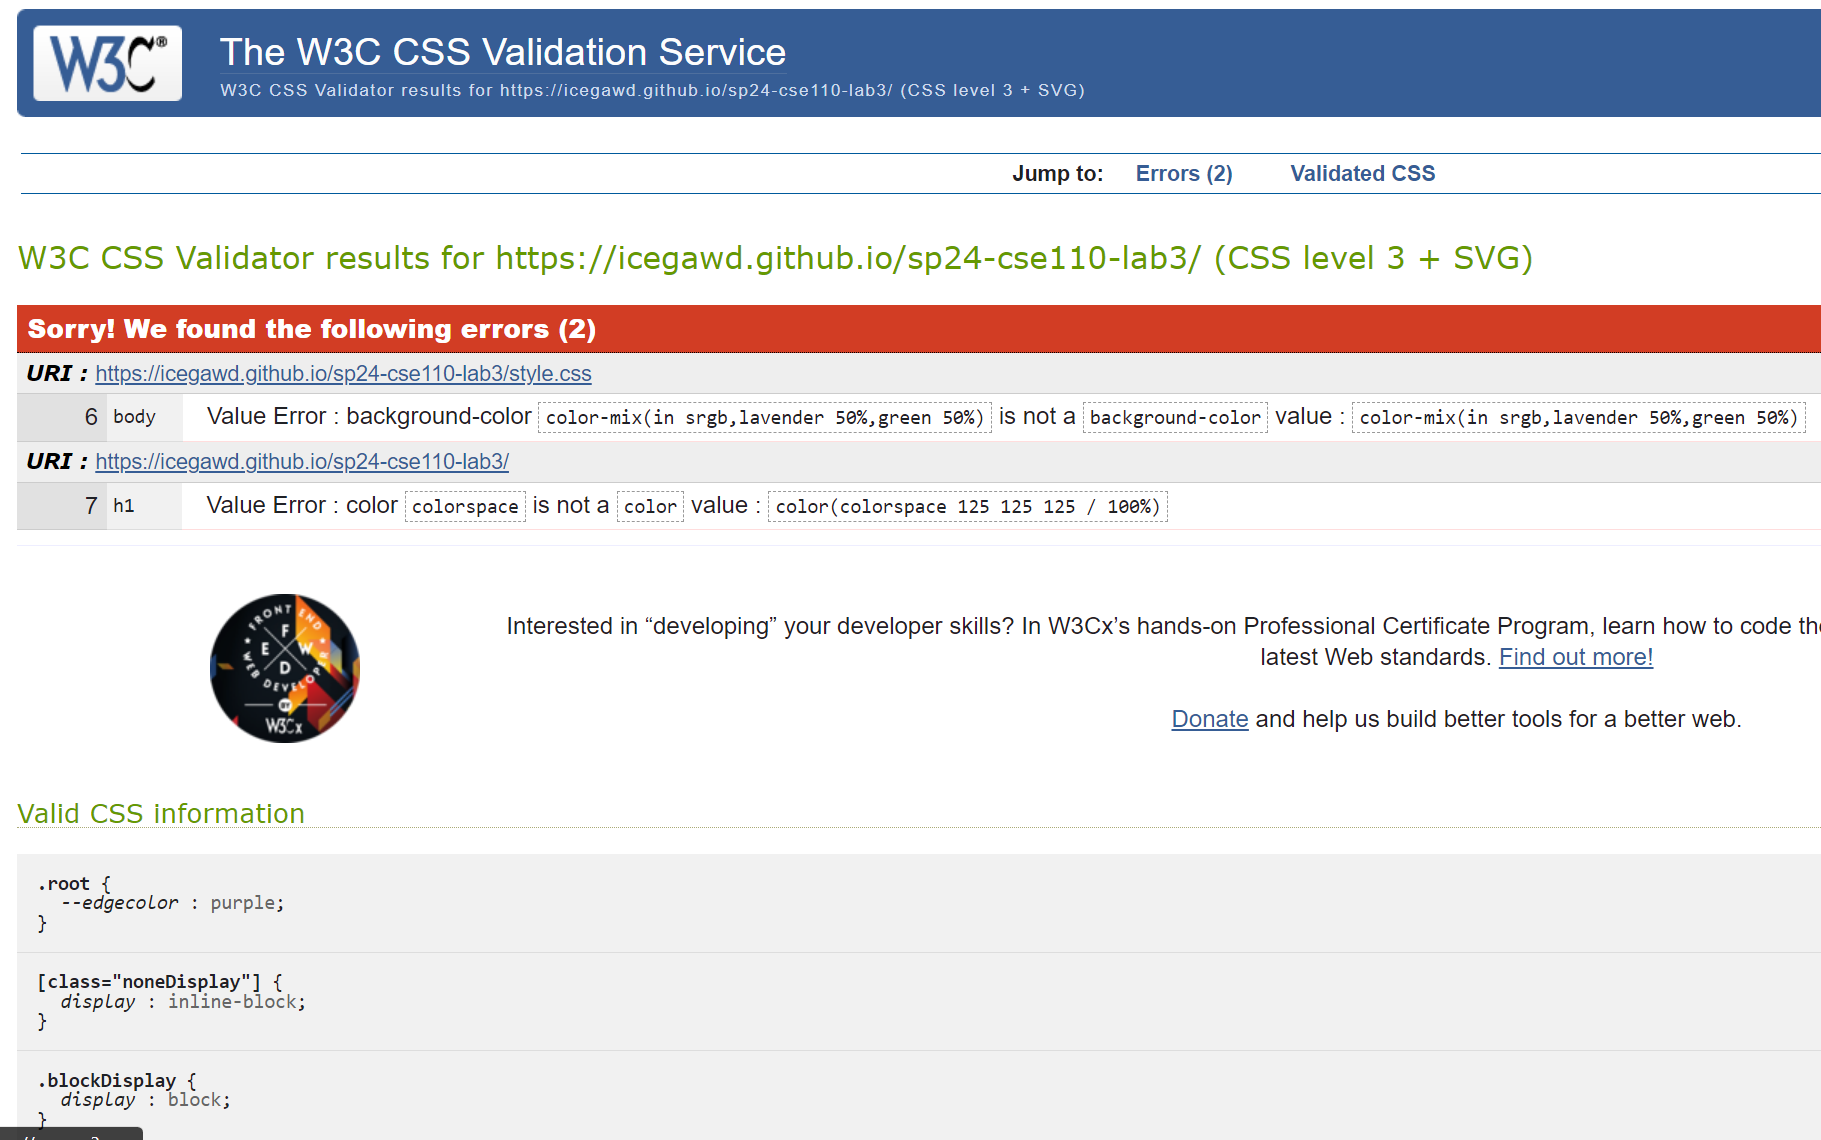 W3C®
The W3C CSS Validation Service
W3C CSS Validator results for https://icegawd.github.io/sp24-cse110-lab3/ (CSS level 3 + SVG)
Jump to: Errors (2) Validated CSS
W3C CSS Validator results for https://icegawd.github.io/sp24-cse110-lab3/ (CSS level 3 + SVG)
Sorry! We found the following errors (2)
URI : https://icegawd.github.io/sp24-cse110-lab3/style.css
6 body Value Error : background-color color-mix(in srgb,lavender 50%,green 50%) is not a background-color value : color-mix(in srgb,lavender 50%,green 50%)
URI : https://icegawd.github.io/sp24-cse110-lab3/
7 h1 Value Error : color colorspace is not a color value : color(colorspace 125 125 125 / 100%)
FRONT END
F
E W
D
WEB DEVELOPER
BY
W3Cx
Interested in “developing” your developer skills? In W3Cx’s hands-on Professional Certificate Program, learn how to code
latest Web standards. Find out more!
Donate and help us build better tools for a better web.
Valid CSS information
.root {
--edgecolor : purple;
}
[class="noneDisplay"] {
display : inline-block;
}
.blockDisplay {
display : block;
}